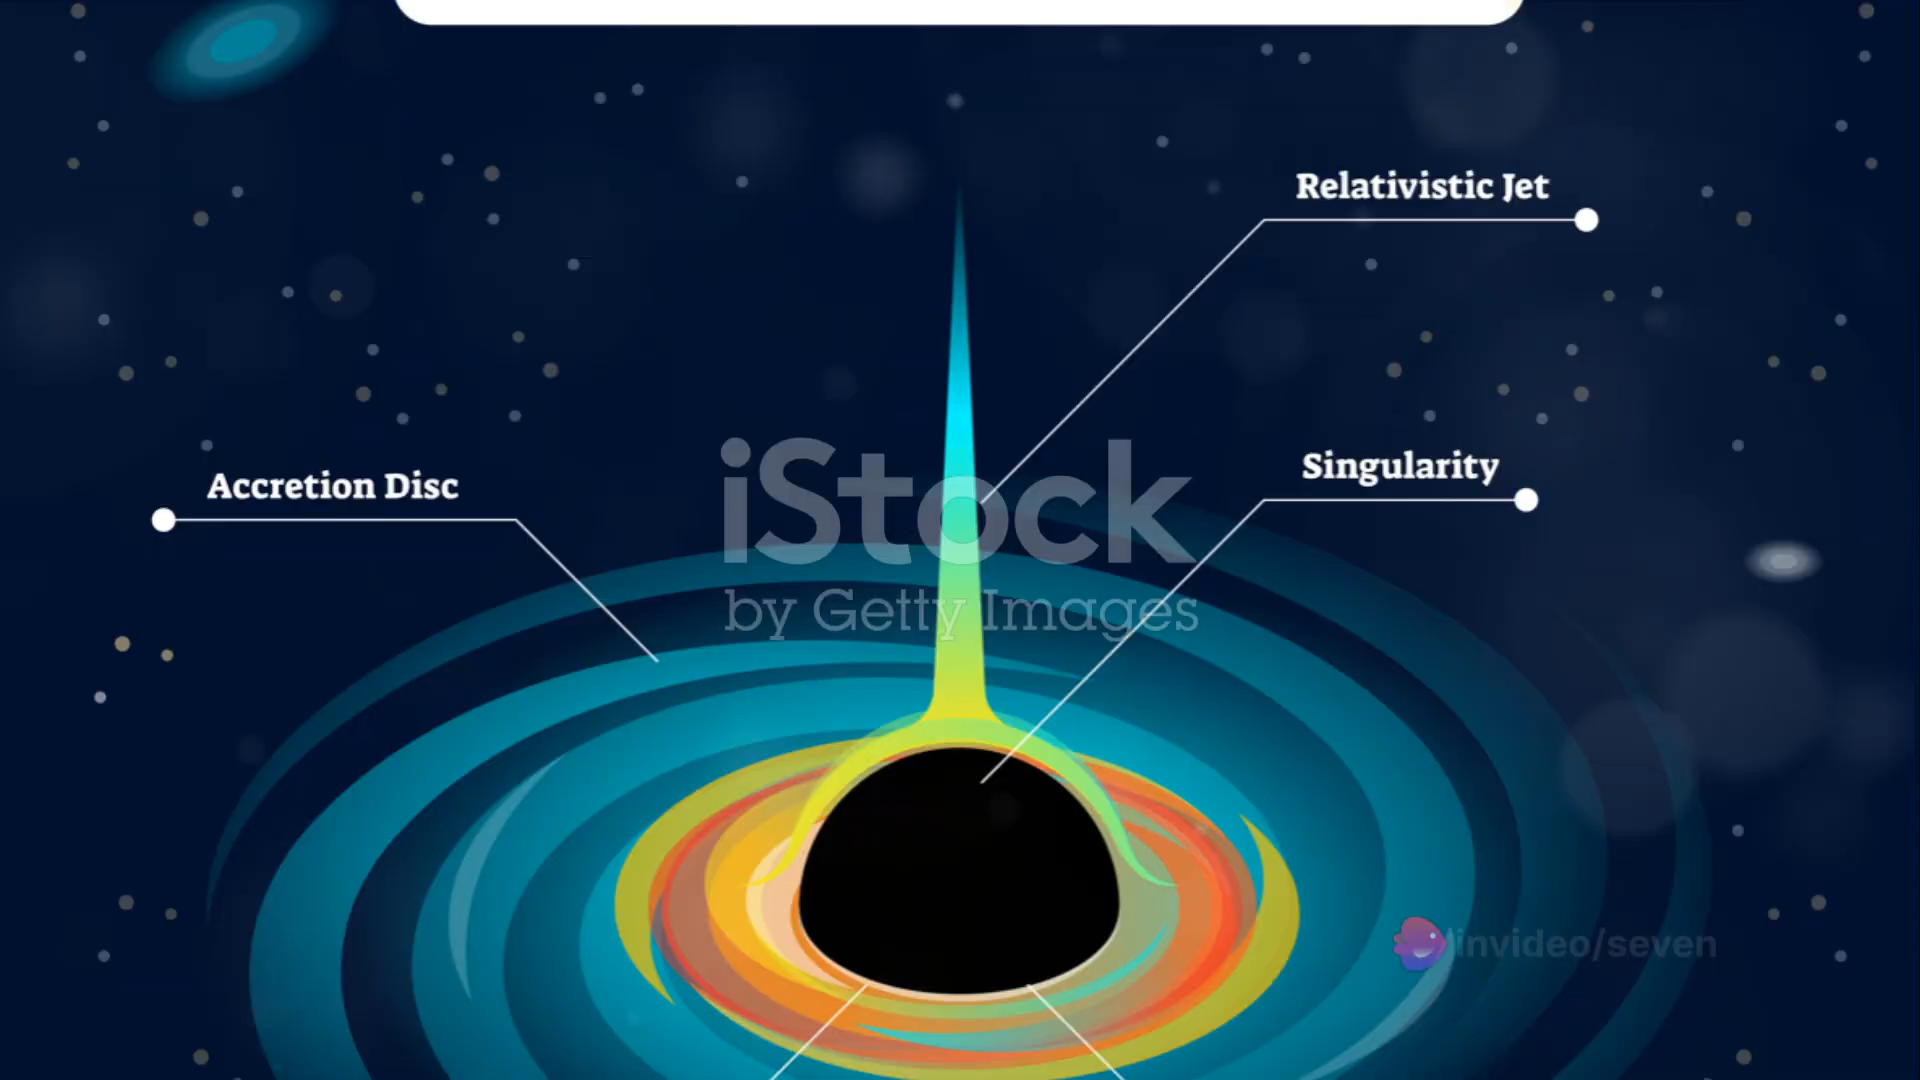 Relativistic Jet
Singularity
Accretion Disc
iStock
by Getty Images
invideo/seven